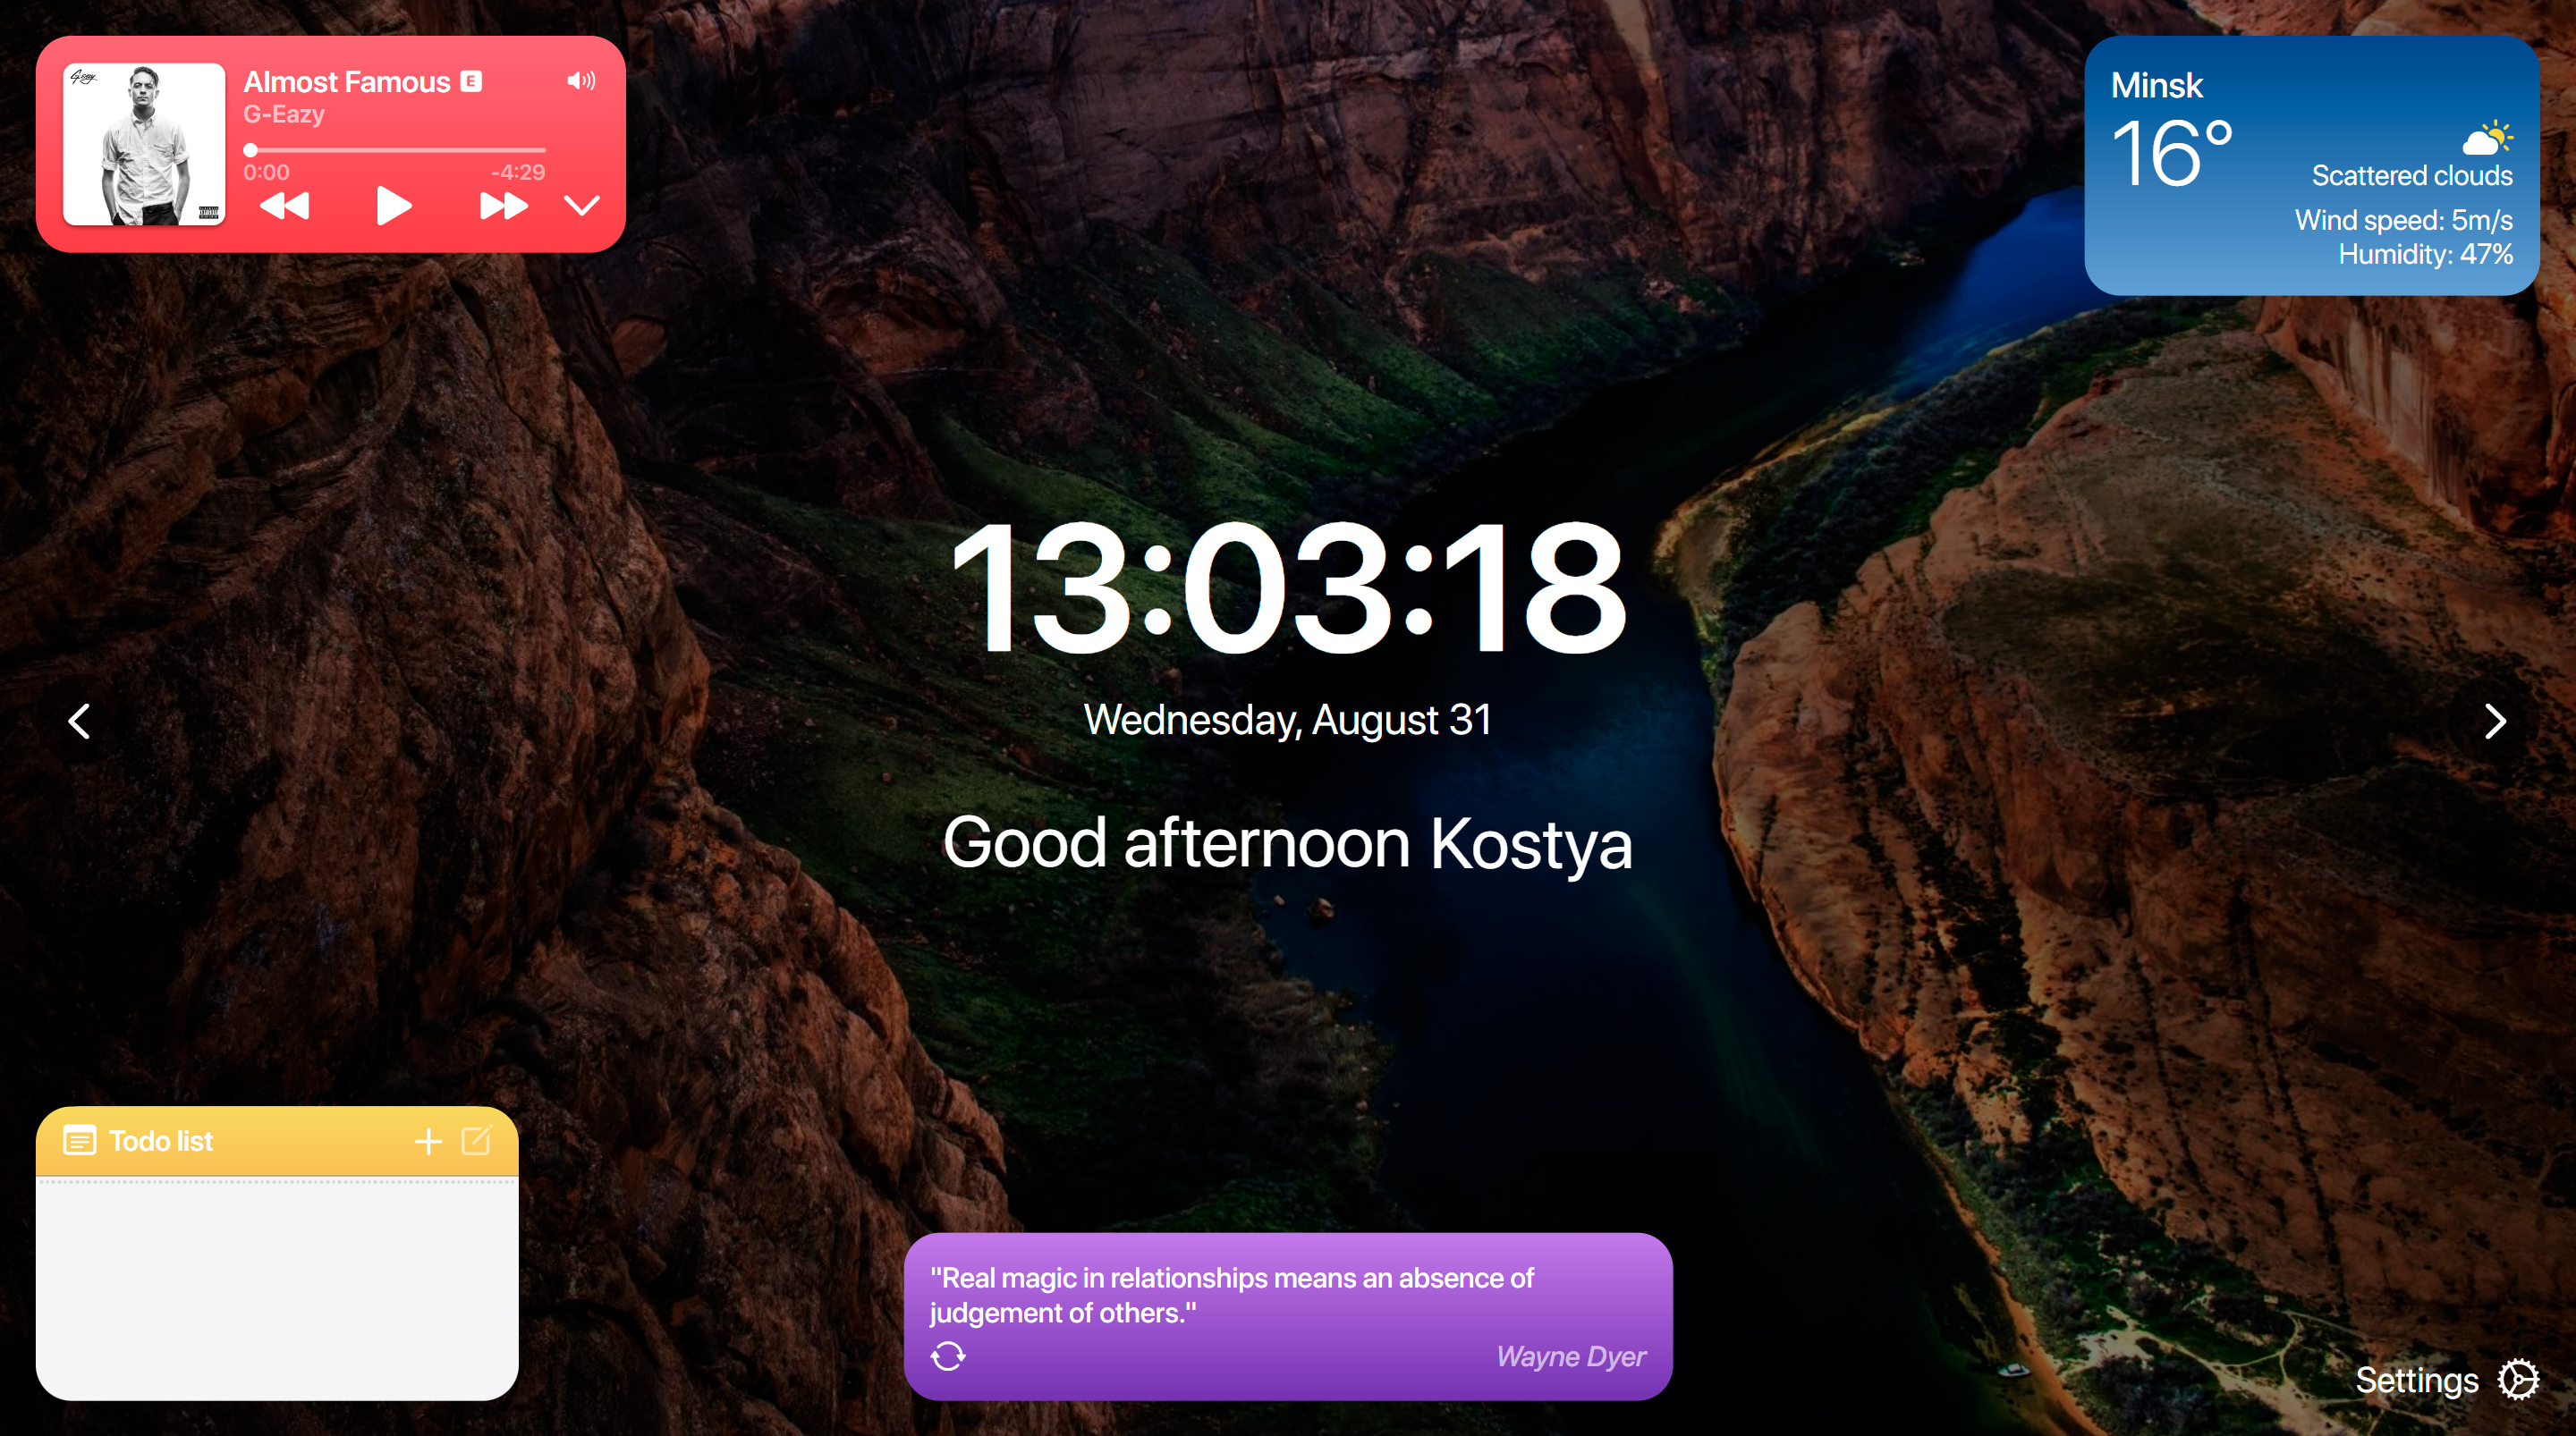 Almost Famous E
G-Eazy
0:00 -4:29
Minsk
16°
Scattered clouds
Wind speed: 5m/s
Humidity: 47%
13:03:18
Wednesday, August 31
Good afternoon Kostya
Todo list
"Real magic in relationships means an absence of
judgement of others."
Wayne Dyer
Settings